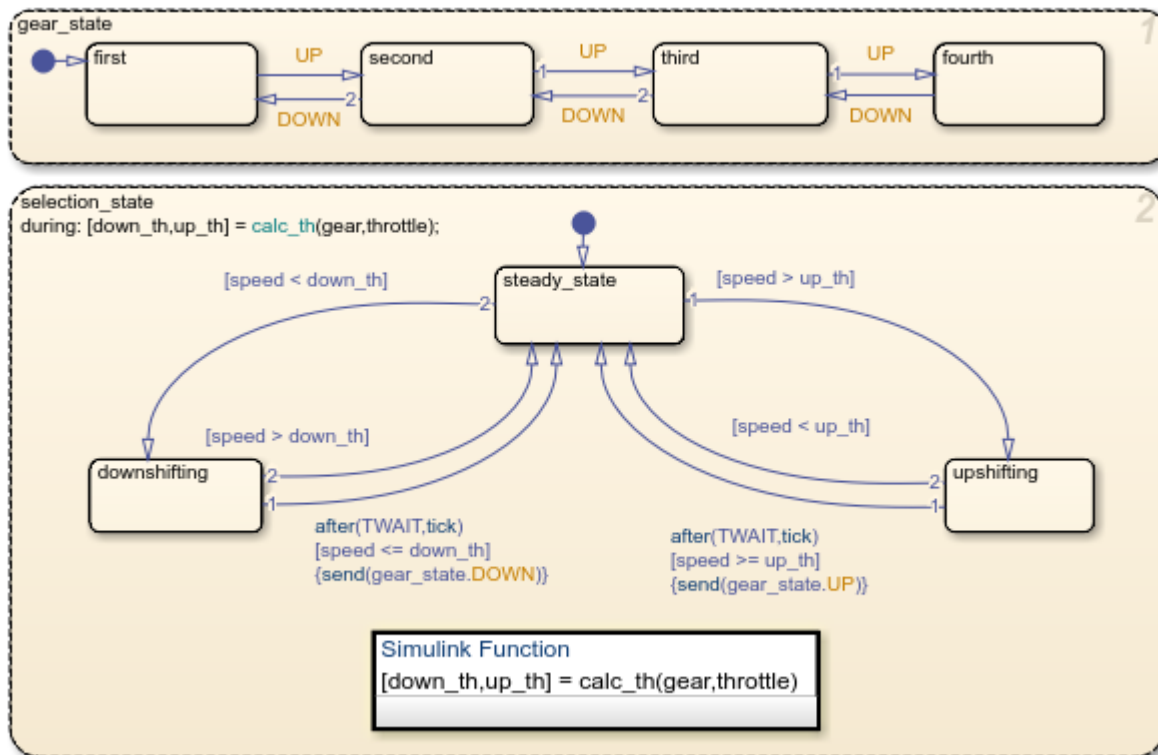 gear_state
1
first
UP
second
1
UP
third
1
UP
fourth
2
DOWN
2
DOWN
DOWN
selection_state
2
during: [down_th,up_th] = calc_th(gear,throttle);
[speed < down_th]
steady_state
[speed > up_th]
2
1
[speed > down_th]
[speed < up_th]
downshifting
2
1
2
1
upshifting
after(TWAIT,tick)
[speed <= down_th]
{send(gear_state.DOWN)}
after(TWAIT,tick)
[speed >= up_th]
{send(gear_state.UP)}
Simulink Function
[down_th,up_th] = calc_th(gear,throttle)